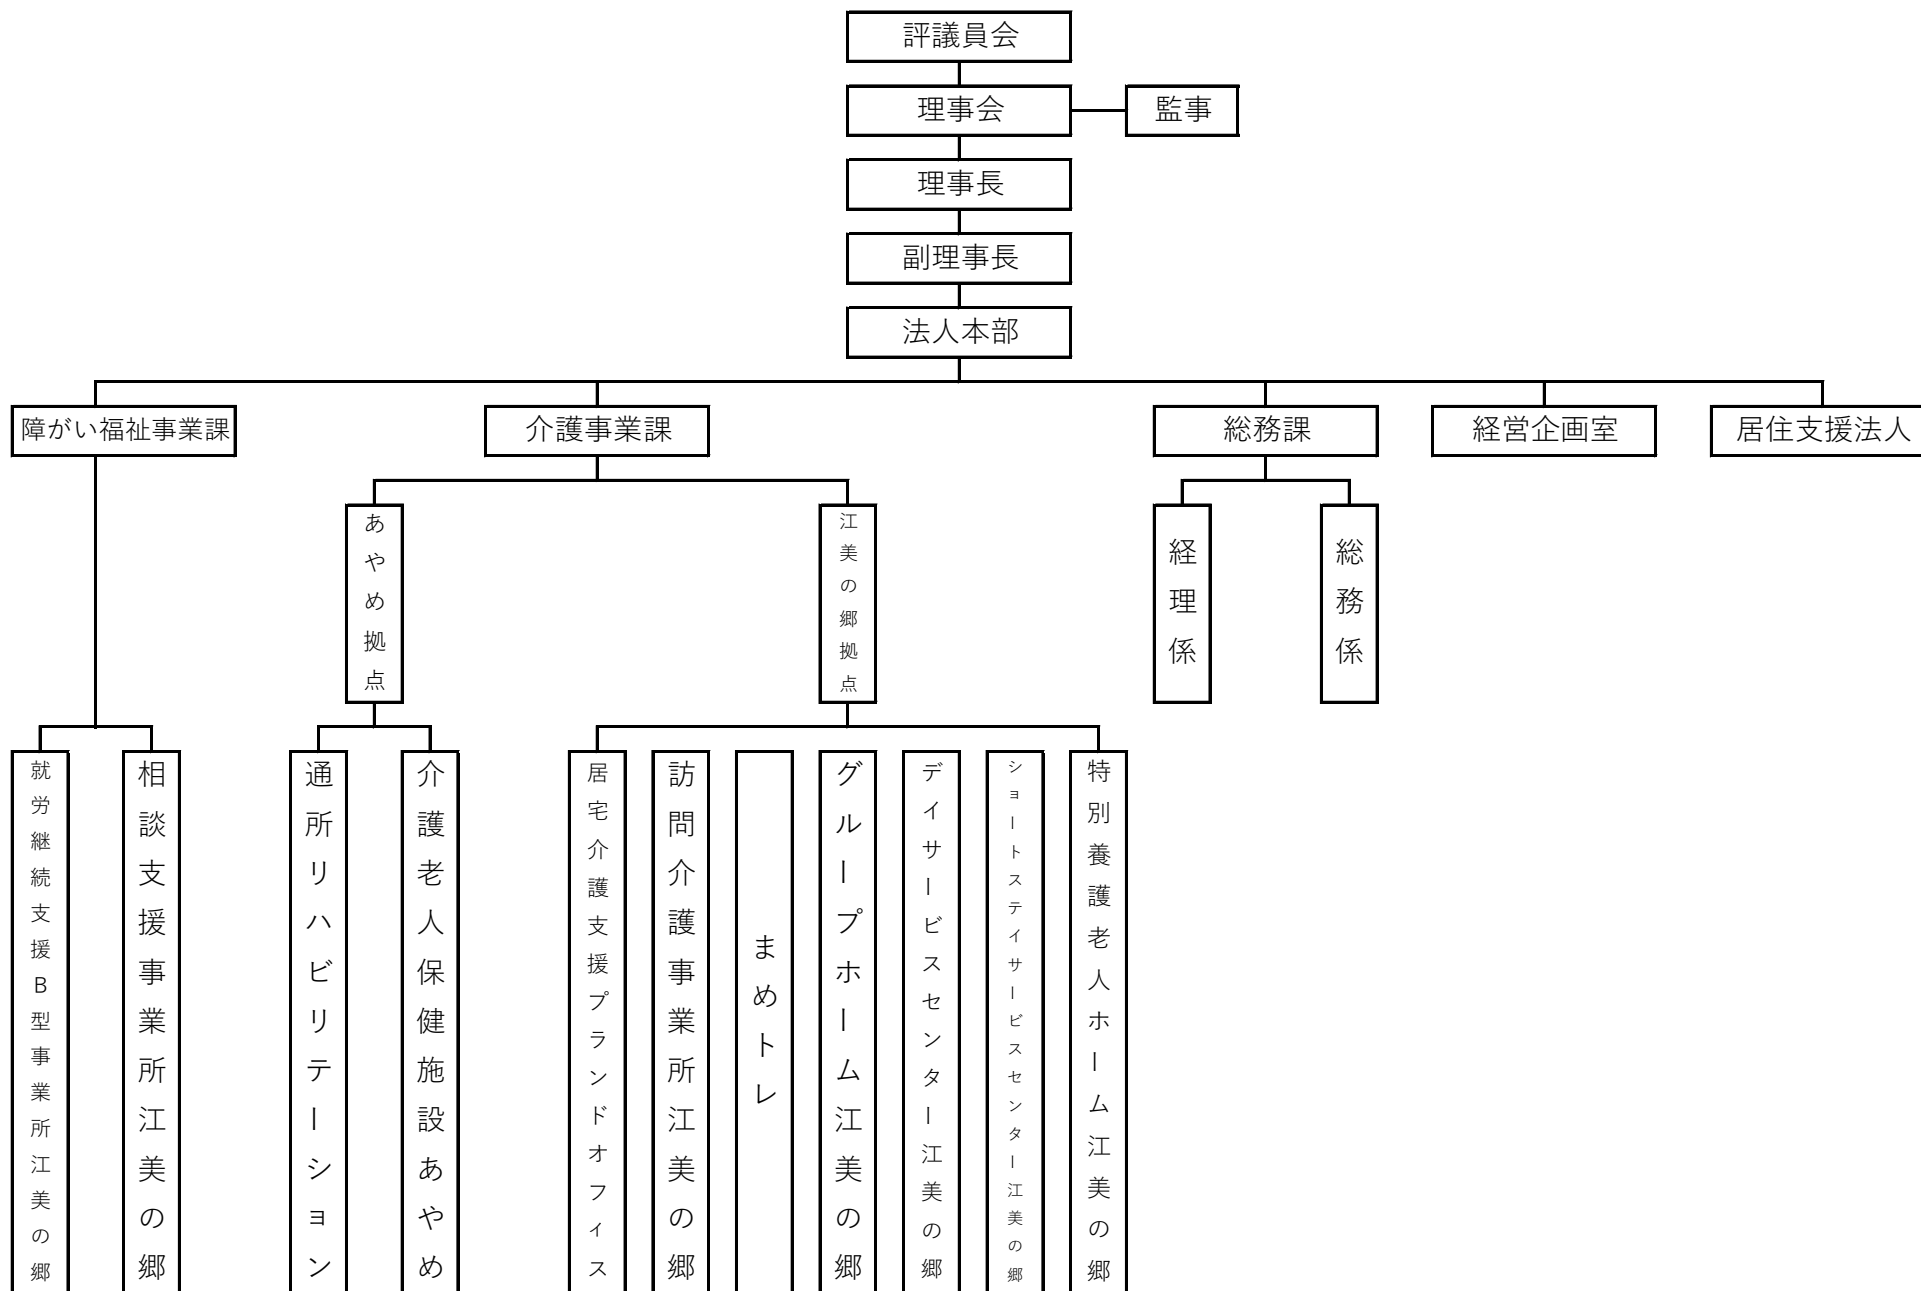 評議員会
理事会
監事
理事長
副理事長
法人本部
障がい福祉事業課
介護事業課
総務課
経営企画室
居住支援法人
あやめ拠点
江美の郷拠点
経理係
総務係
就労継続支援B型事業所江美の郷
相談支援事業所江美の郷
通所リハビリテーション
介護老人保健施設あやめ
居宅介護支援プランドオフィス
訪問介護事業所江美の郷
まめトレ
グループホーム江美の郷
デイサービスセンター江美の郷
ショートステイサービスセンター江美の郷
特別養護老人ホーム江美の郷